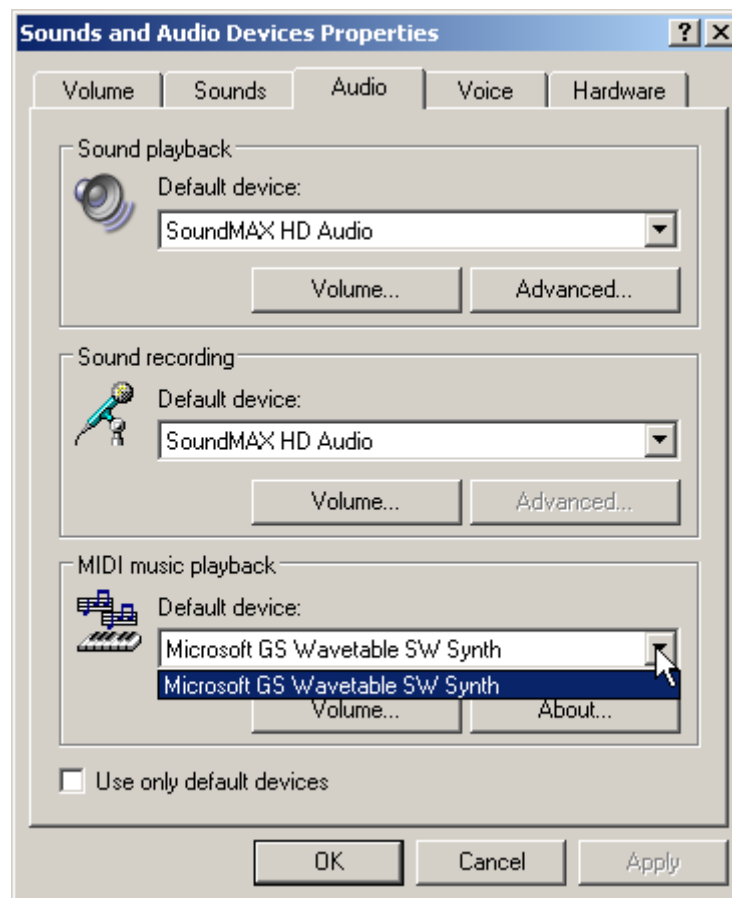 Sounds and Audio Devices Properties
Volume Sounds Audio Voice Hardware
Sound playback
Default device:
SoundMAX HD Audio
Volume... Advanced...
Sound recording
Default device:
SoundMAX HD Audio
Volume... Advanced...
MIDI music playback
Default device:
Microsoft GS Wavetable SW Synth
Microsoft GS Wavetable SW Synth
Volume... About...
Use only default devices
OK Cancel Apply